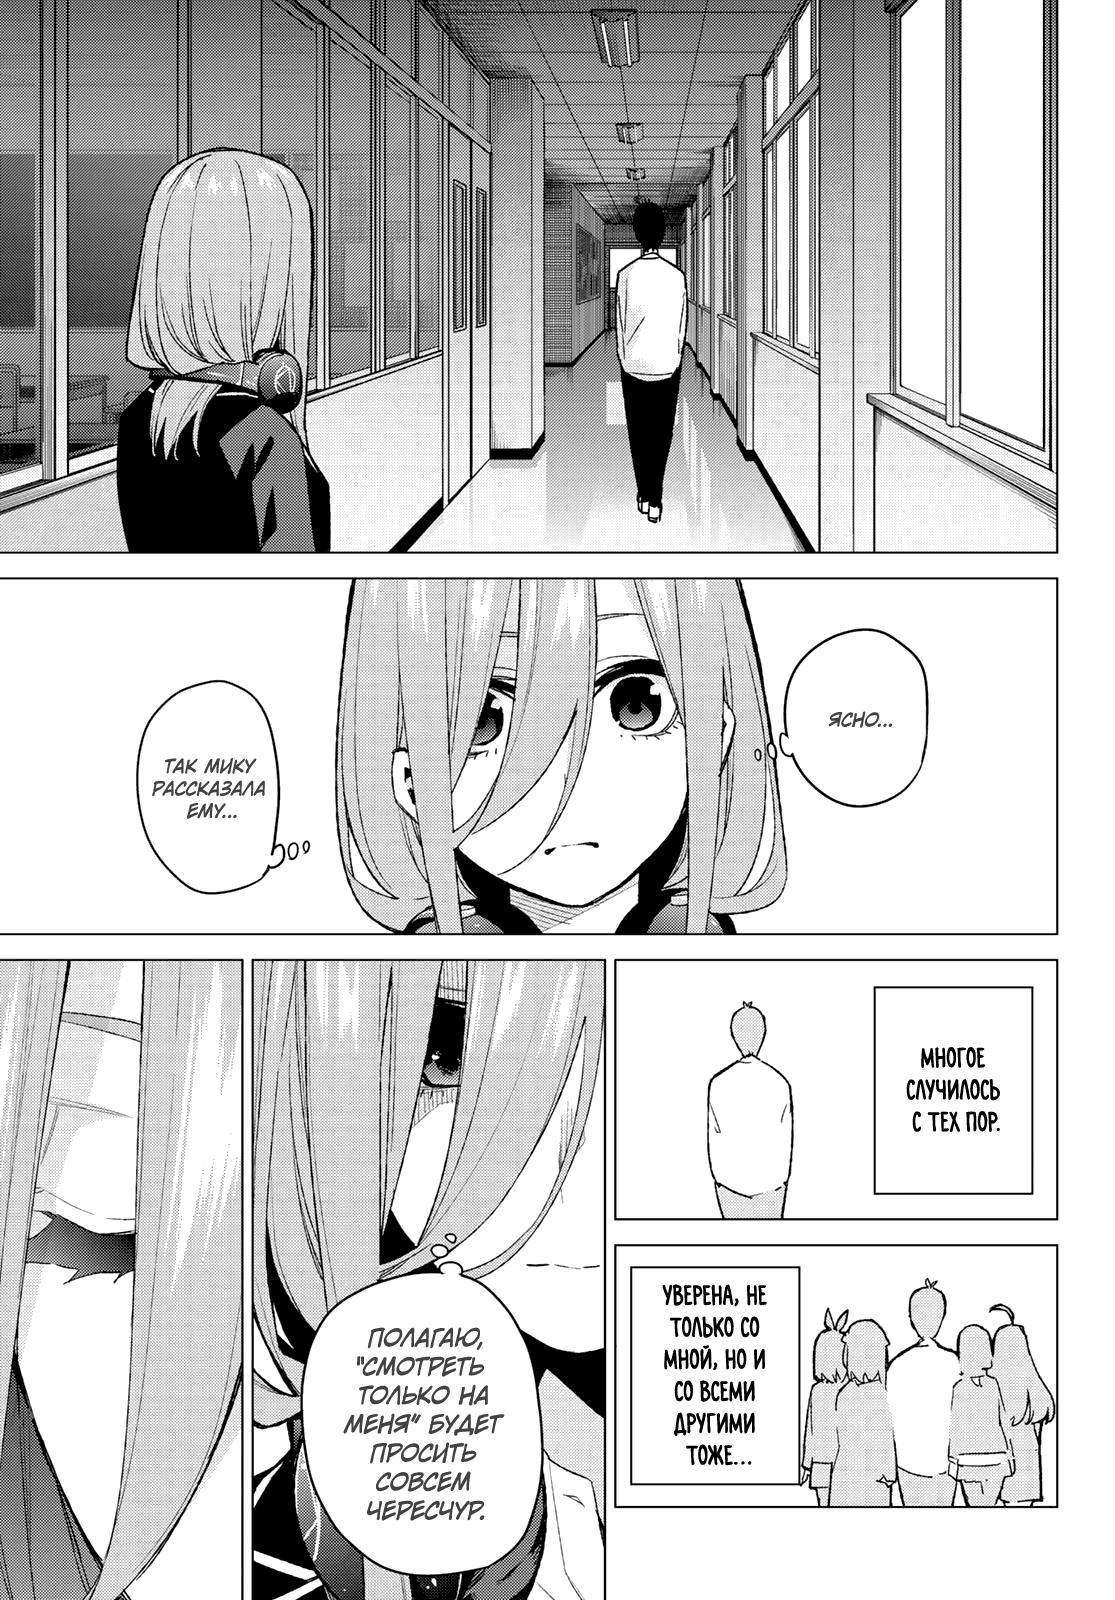 ЯСНО...
ТАК МИКУ
РАССКАЗАЛА
ЕМУ...
МНОГОЕ
СЛУЧИЛОСЬ
С ТЕХ ПОР.
УВЕРЕНА, НЕ
ТОЛЬКО СО
МНОЙ, НО И
СО ВСЕМИ
ДРУГИМИ
ТОЖЕ...
ПОЛАГАЮ,
"СМОТРЕТЬ
ТОЛЬКО НА
МЕНЯ" БУДЕТ
ПРОСИТЬ
СОВСЕМ
ЧЕРЕСЧУР.